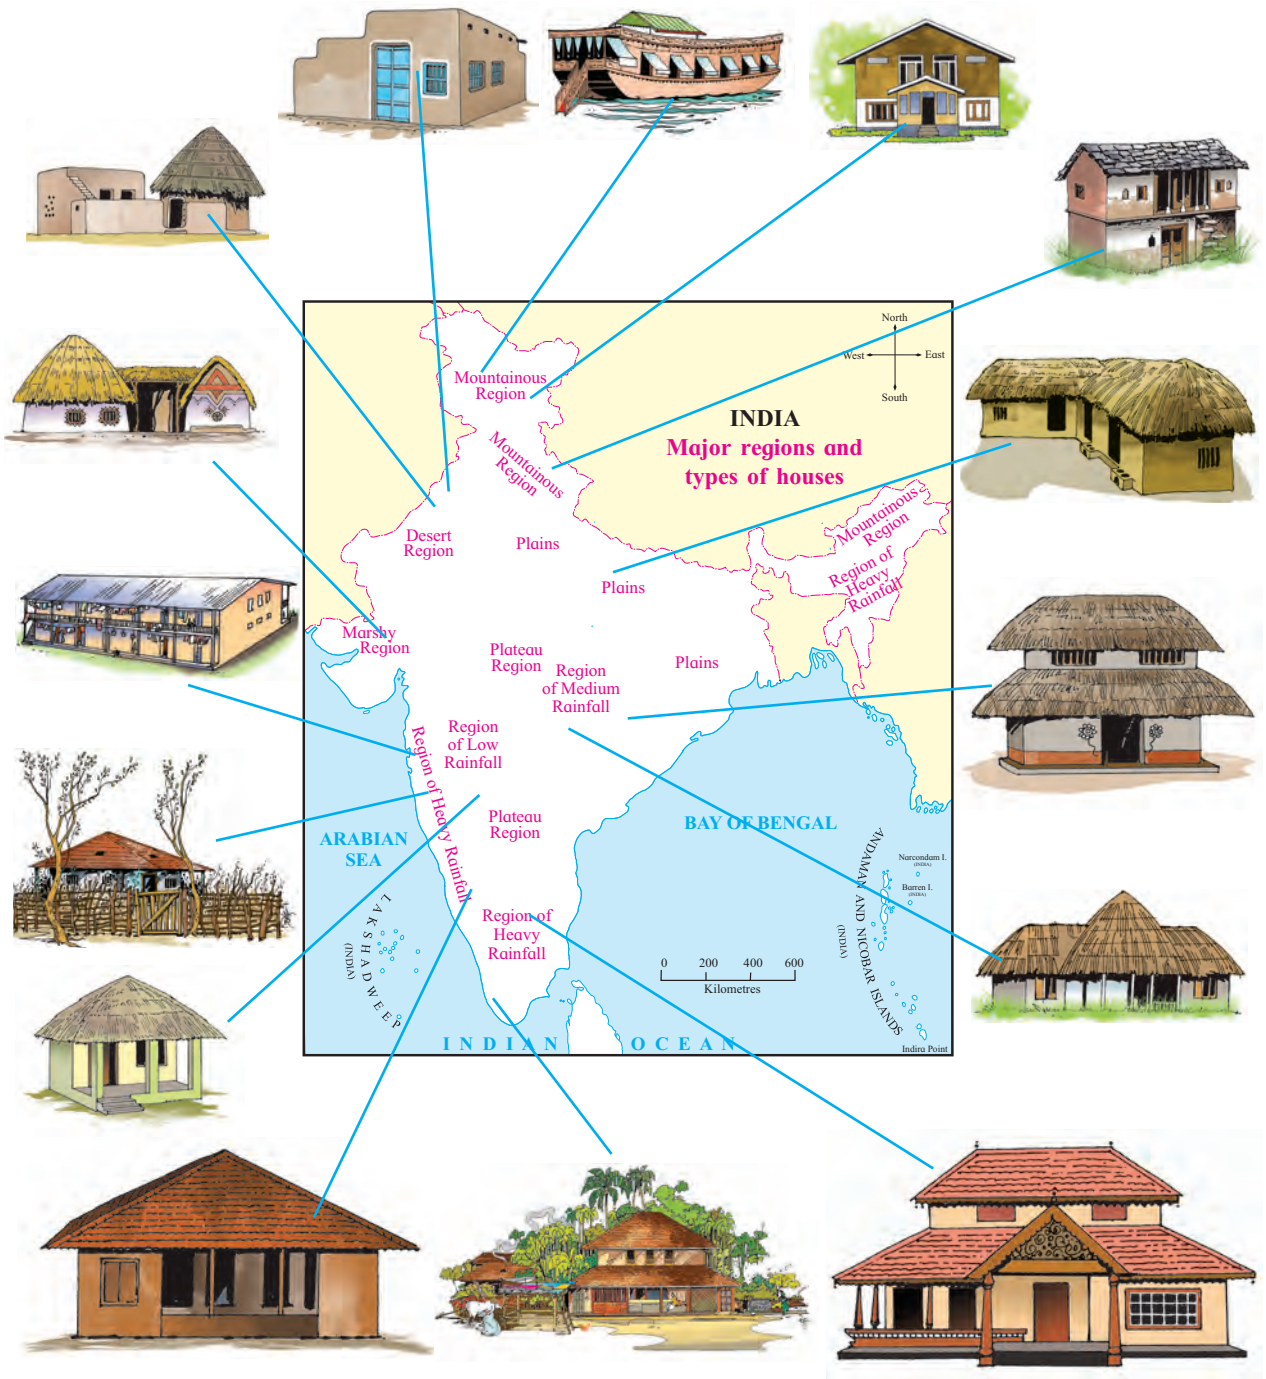 North
West
East
South
INDIA
Major regions and
types of houses
Mountainous
Region
Mountainous
Region
Mountainous
Region
Desert
Region
Plains
Plains
Region of
Heavy
Rainfall
Marshy
Region
Plateau
Region
Region
of Medium
Rainfall
Plains
Region
of Low
Rainfall
Region of Heavy Rainfall
Plateau
Region
ARABIAN
SEA
BAY OF BENGAL
Region of
Heavy
Rainfall
LAKSHADWEEP
(INDIA)
ANDAMAN AND NICOBAR ISLANDS
(INDIA)
Narcondam I.
(INDIA)
Barren I.
(INDIA)
0 200 400 600
Kilometres
INDIAN OCEAN
Indira Point